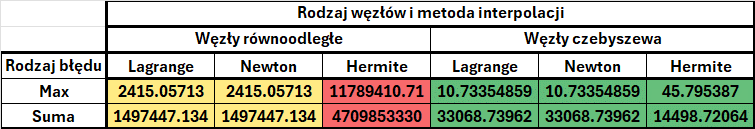 Rodzaj węzłów i metoda interpolacji
Węzły równoodległe Węzły czebyszewa
Rodzaj błędu Lagrange Newton Hermite Lagrange Newton Hermite
Max 2415.05713 2415.05713 11789410.71 10.73354859 10.73354859 45.795387
Suma 1497447.134 1497447.134 4709853330 33068.73962 33068.73962 14498.72064